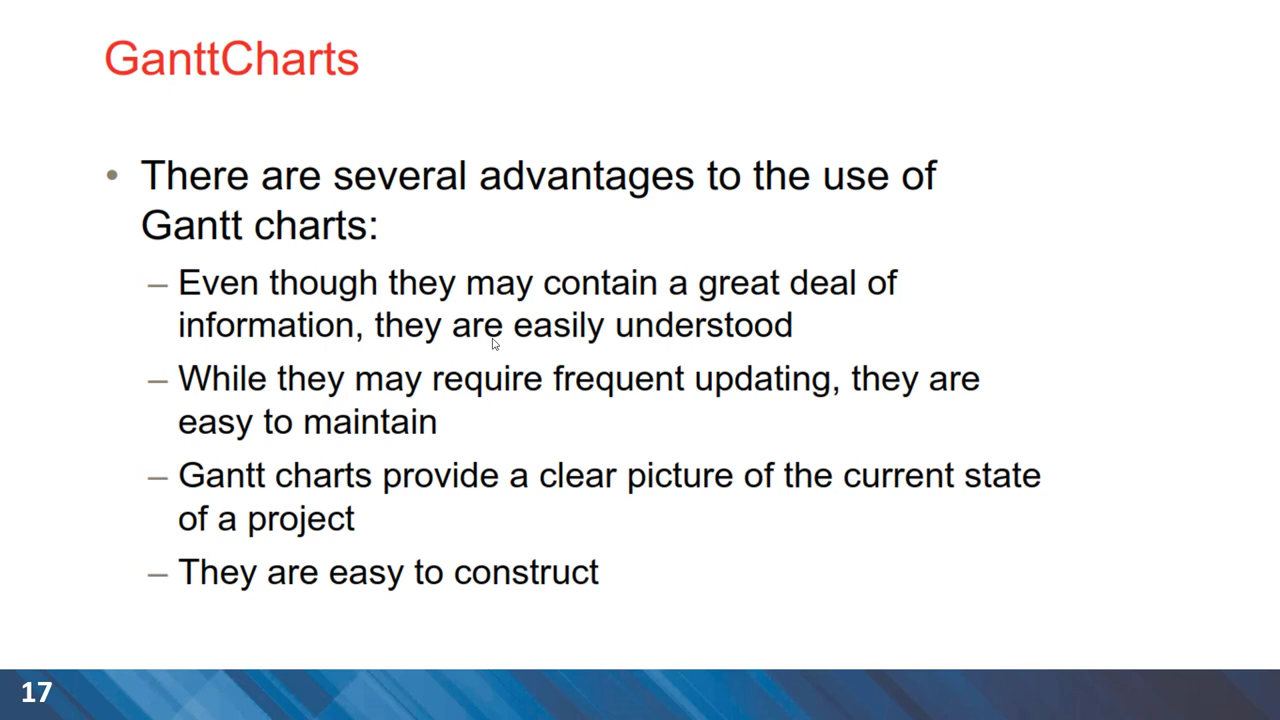 GanttCharts
• There are several advantages to the use of
Gantt charts:
– Even though they may contain a great deal of
information, they are easily understood
– While they may require frequent updating, they are
easy to maintain
– Gantt charts provide a clear picture of the current state
of a project
– They are easy to construct
17